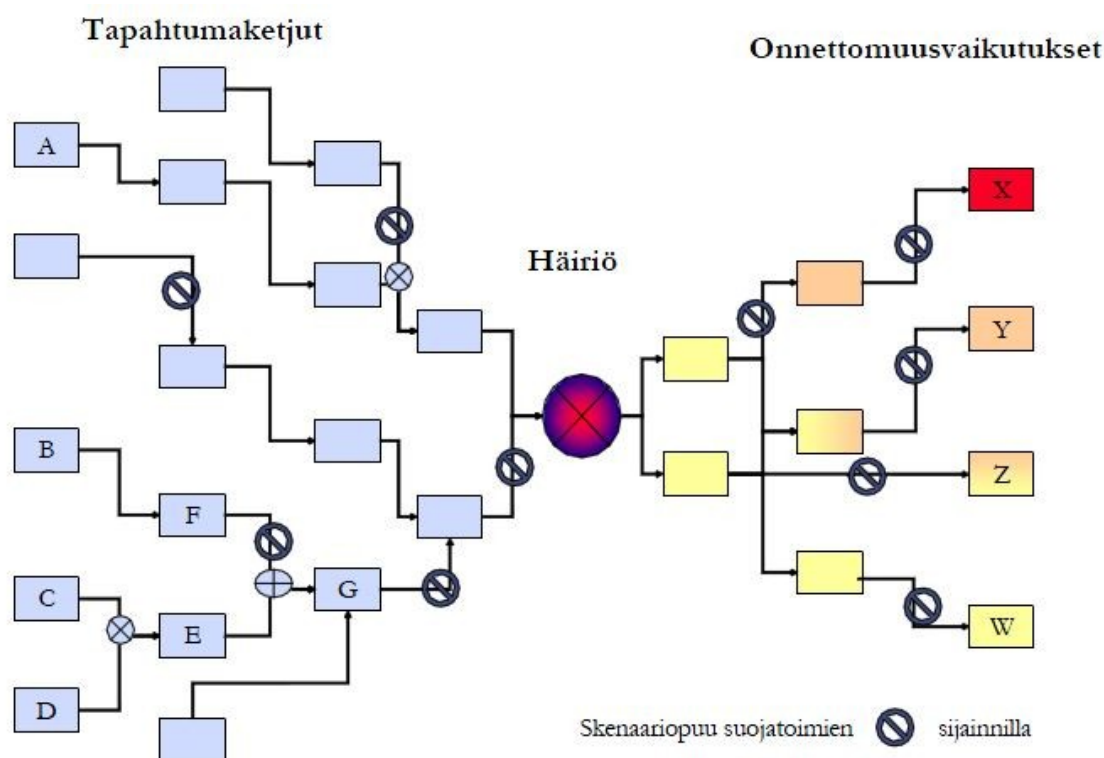 Tapahtumaketjut
Onnettomuusvaikutukset
A
X
Häiriö
Y
B
Z
F
C
G
E
W
D
Skenaariopuu suojatoimien sijainnilla